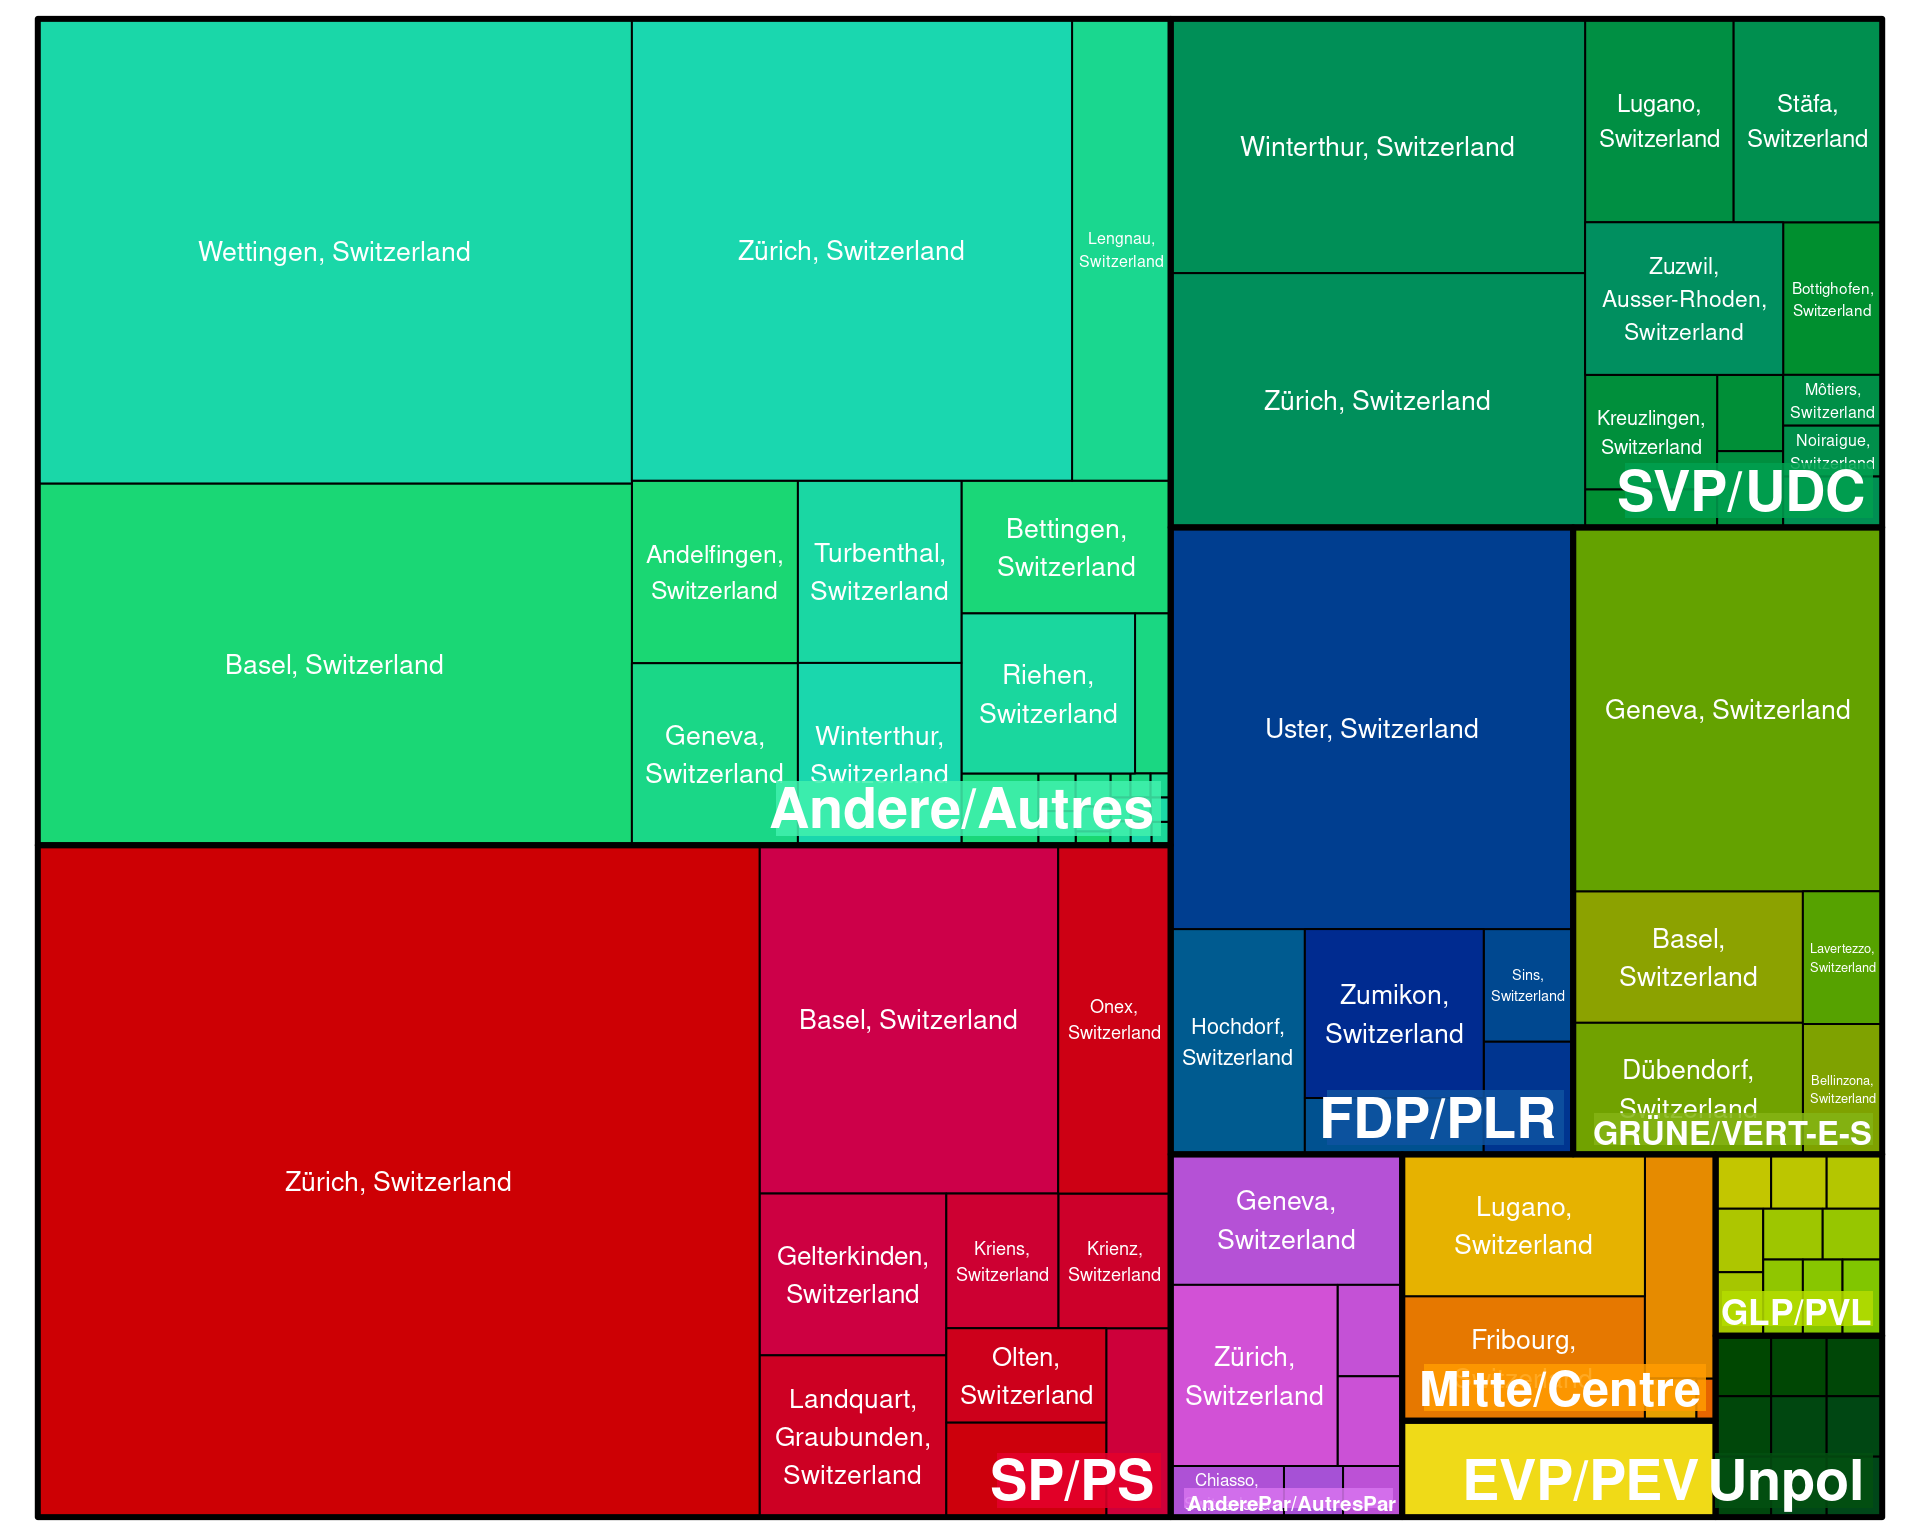 Wettingen, Switzerland
Zürich, Switzerland
Lengnau,
Switzerland
Basel, Switzerland
Andelfingen,
Switzerland
Turbenthal,
Switzerland
Bettingen,
Switzerland
Riehen,
Switzerland
Geneva,
Switzerland
Winterthur,
Switzerland
Andere/Autres
Winterthur, Switzerland
Lugano,
Switzerland
Stäfa,
Switzerland
Zürich, Switzerland
Zuzwil,
Ausser-Rhoden,
Switzerland
Bottighofen,
Switzerland
Kreuzlingen,
Switzerland
Môtiers,
Switzerland
Noiraigue,
Switzerland
SVP/UDC
Zürich, Switzerland
Basel, Switzerland
Onex,
Switzerland
Gelterkinden,
Switzerland
Kriens,
Switzerland
Krienz,
Switzerland
Landquart,
Graubunden,
Switzerland
Olten,
Switzerland
SP/PS
Uster, Switzerland
Hochdorf,
Switzerland
Zumikon,
Switzerland
Sins,
Switzerland
FDP/PLR
Geneva, Switzerland
Basel,
Switzerland
Lavertezzo,
Switzerland
Dübendorf,
Switzerland
Bellinzona,
Switzerland
GRÜNE/VERT-E-S
Geneva,
Switzerland
Zürich,
Switzerland
Chiasso,
AnderePar/AutresPar
Lugano,
Switzerland
Fribourg,
Mitte/Centre
GLP/PVL
EVP/PEV
Unpol